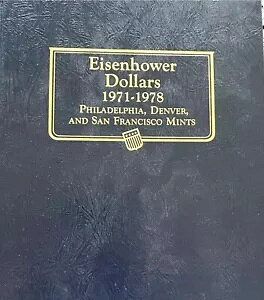 Eisenhower
Dollars
1971-1978
Philadelphia, Denver,
and San Francisco Mints